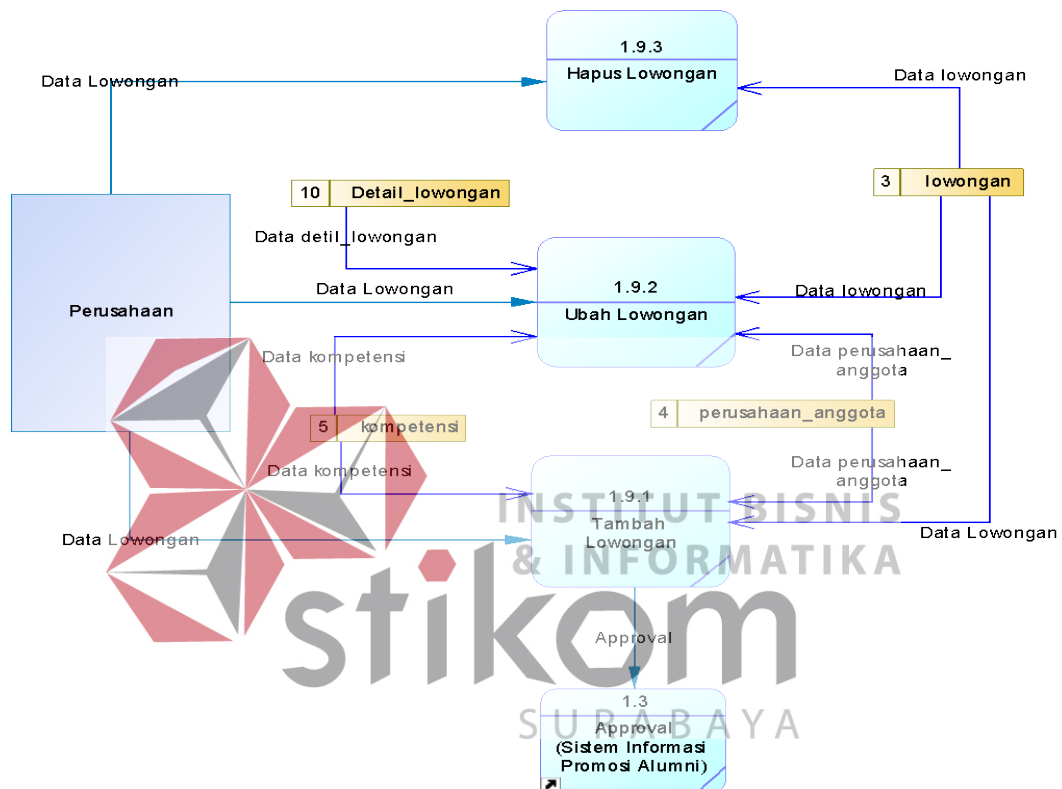 1.9.3
Hapus Lowongan
Data Lowongan
Data lowongan
3 lowongan
10 Detail_lowongan
Data detil_lowongan
1.9.2
Ubah Lowongan
Data Lowongan
Data lowongan
Perusahaan
Data kompetensi
Data perusahaan_
anggota
5 kompetensi
4 perusahaan_anggota
Data kompetensi
Data perusahaan_
anggota
1.9.1
Tambah
Lowongan
INSTITUT BISNIS
& INFORMATIKA
Data Lowongan
Data Lowongan
stikom
SURABAYA
Approval
1.3
Approval
(Sistem Informasi
Promosi Alumni)